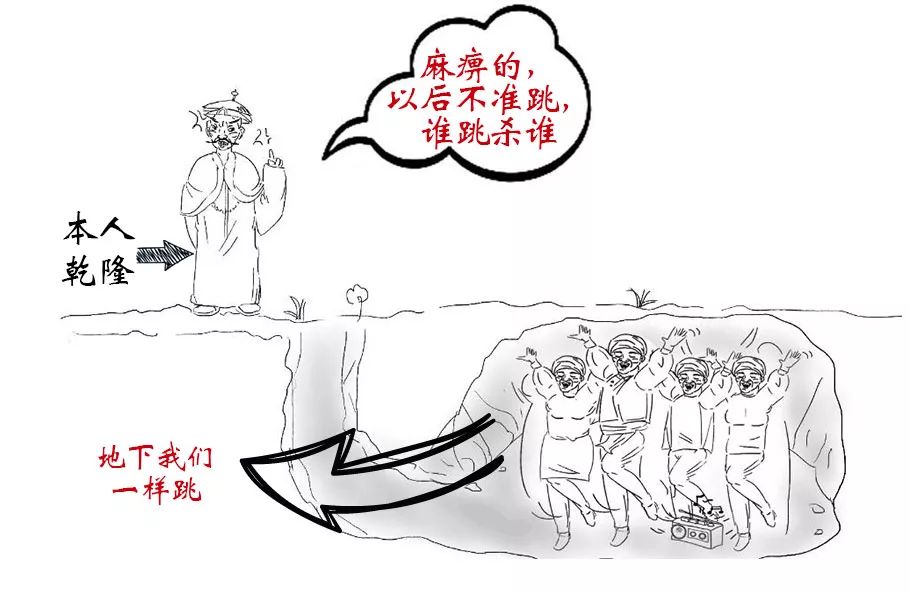 麻痹的,
以后不准跳,
谁跳杀谁
本人
乾隆
地下我们
一样跳